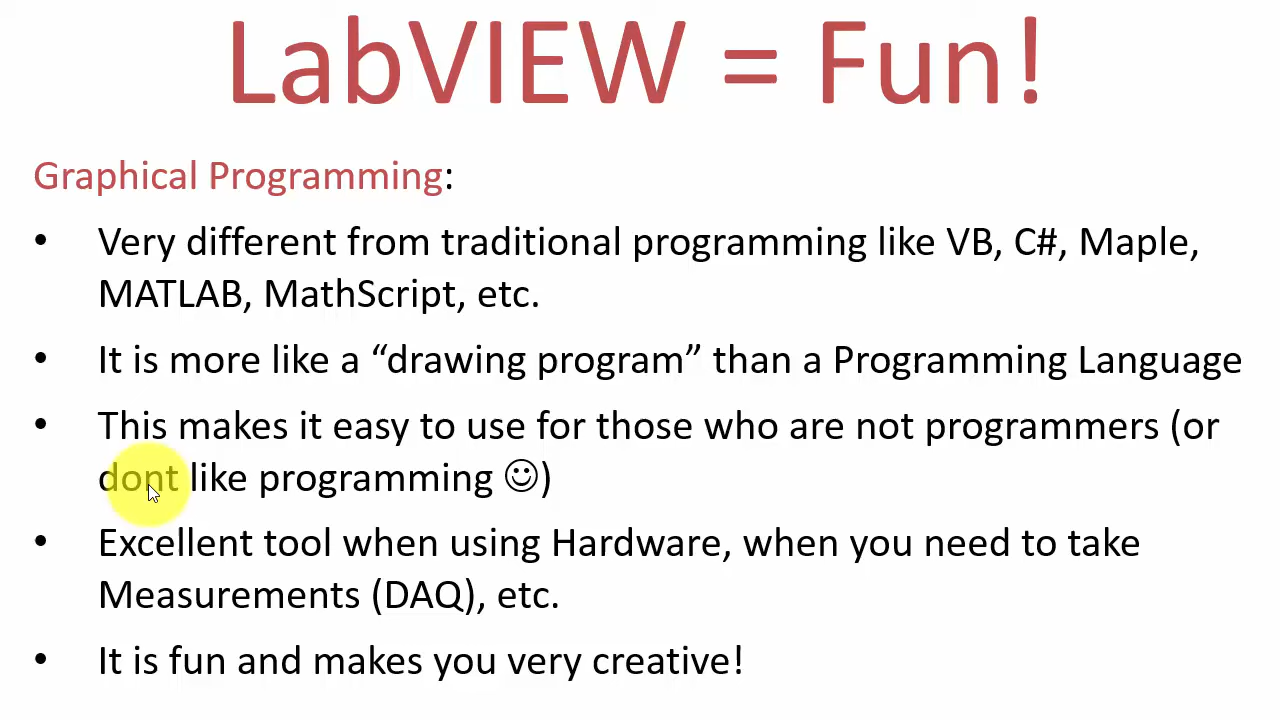 LabVIEW = Fun!
Graphical Programming:
• Very different from traditional programming like VB, C#, Maple,
MATLAB, MathScript, etc.
• It is more like a “drawing program” than a Programming Language
• This makes it easy to use for those who are not programmers (or
dont like programming ☺)
• Excellent tool when using Hardware, when you need to take
Measurements (DAQ), etc.
• It is fun and makes you very creative!